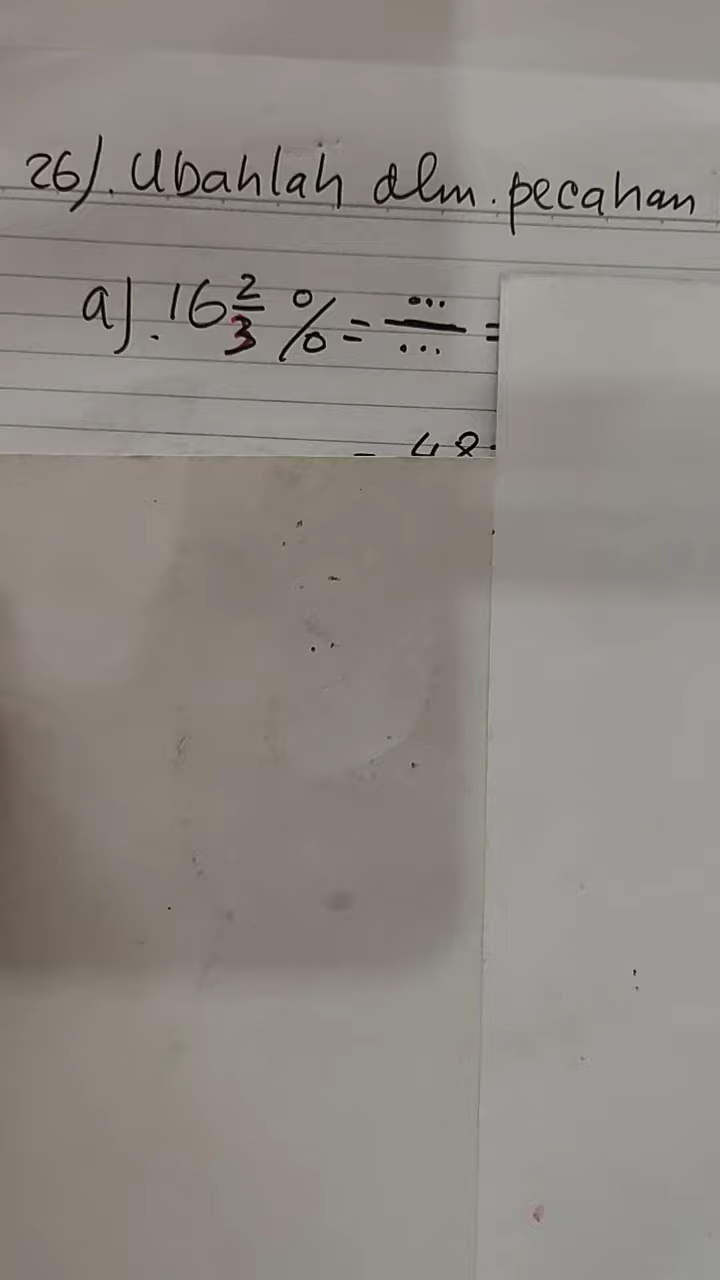 26). Ubahlah dlm. pecahan
a). 16 2/3 % = .../... =